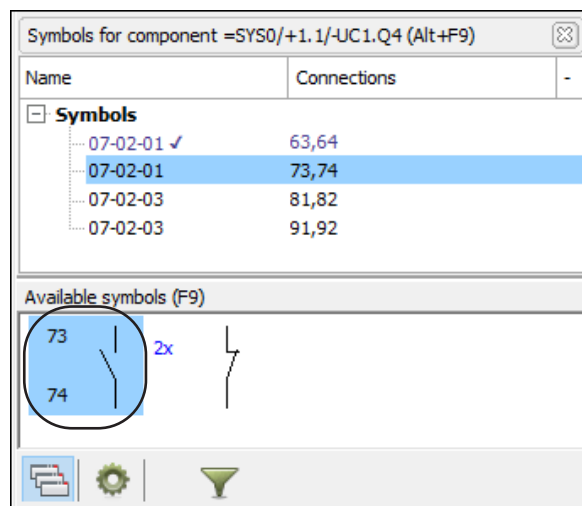 Symbols for component =SYS0/+1.1/-UC1.Q4 (Alt+F9)
Name Connections -
Symbols
07-02-01 ✓ 63,64
07-02-01 73,74
07-02-03 81,82
07-02-03 91,92
Available symbols (F9)
73
2x
74